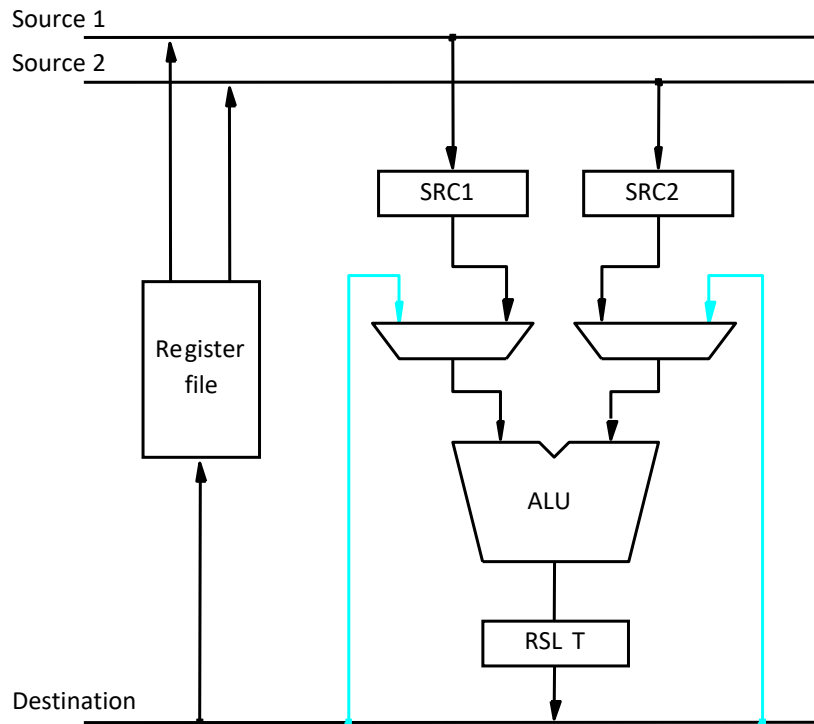 Source 1
Source 2
SRC1
SRC2
Register
file
ALU
RSL T
Destination